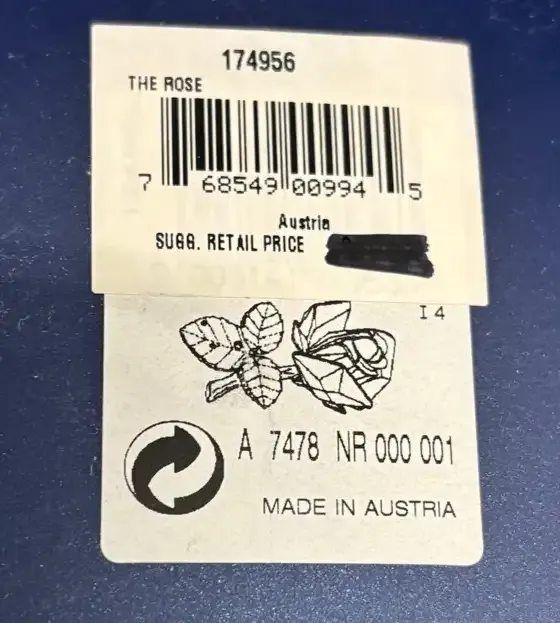 174956
THE ROSE
7 68549 00994 5
Austria
SUGG. RETAIL PRICE
I 4
A 7478 NR 000 001
MADE IN AUSTRIA